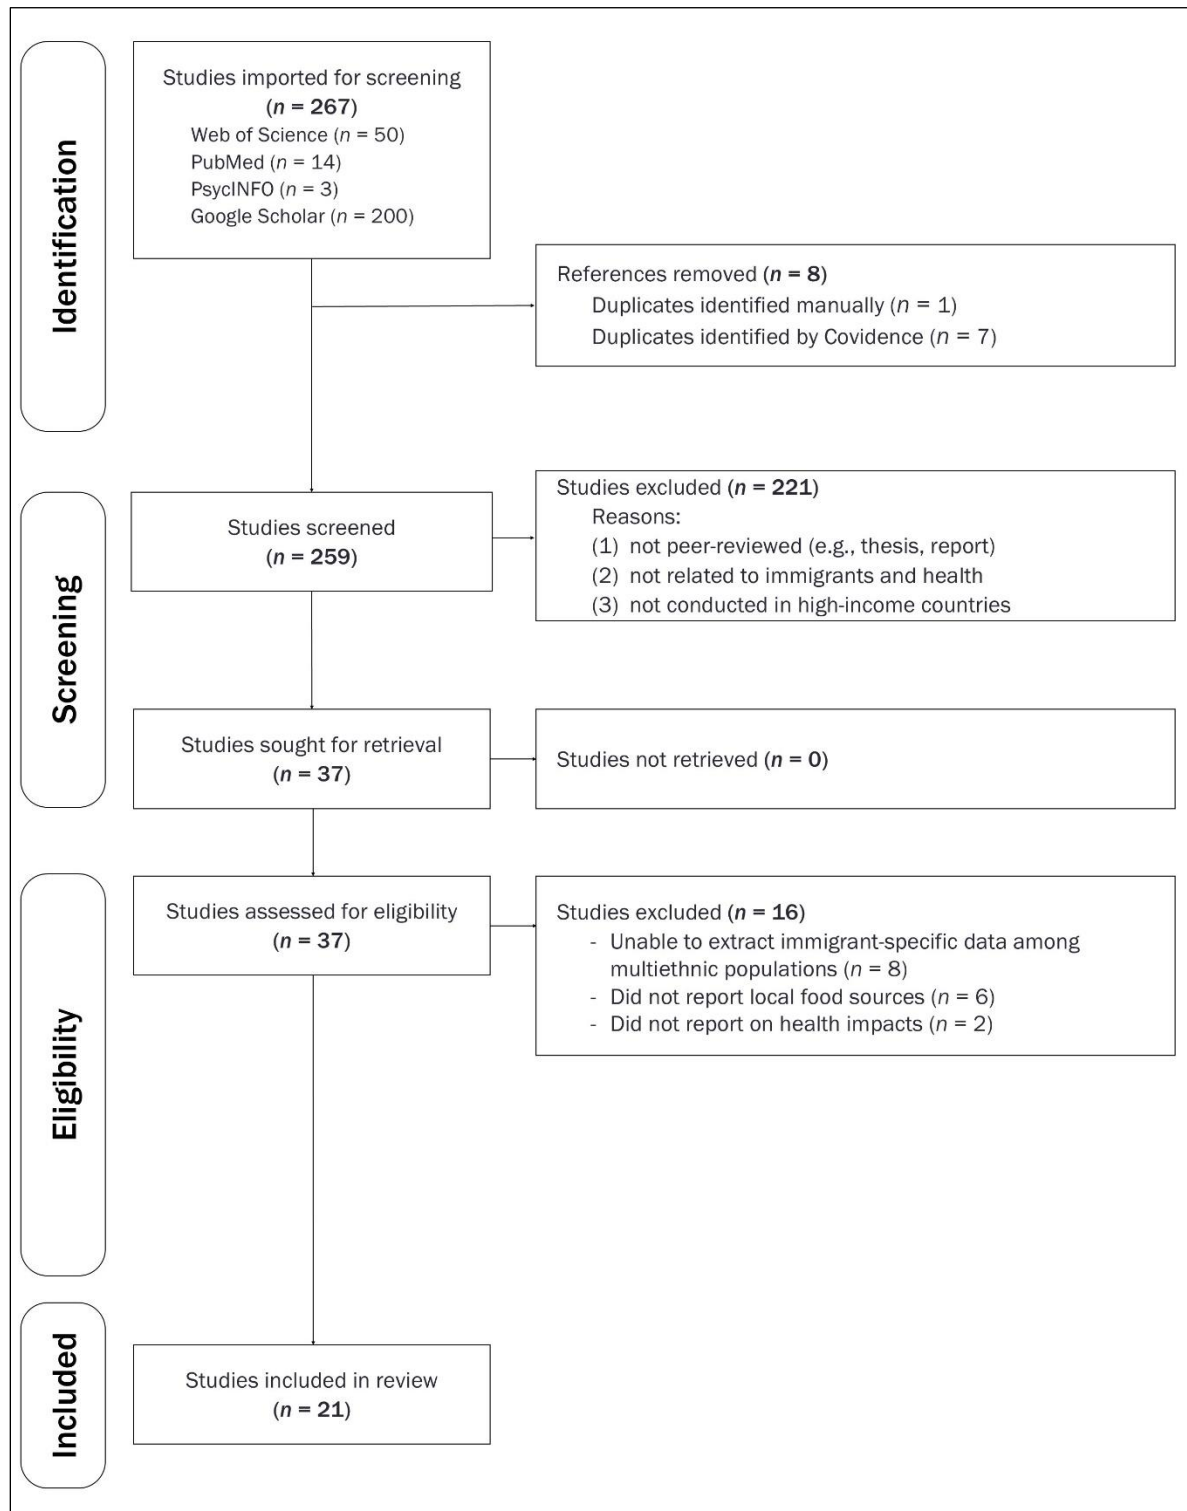 Identification
Studies imported for screening
(n = 267)
Web of Science (n = 50)
PubMed (n = 14)
PsycINFO (n = 3)
Google Scholar (n = 200)
References removed (n = 8)
Duplicates identified manually (n = 1)
Duplicates identified by Covidence (n = 7)
Screening
Studies screened
(n = 259)
Studies excluded (n = 221)
Reasons:
(1) not peer-reviewed (e.g., thesis, report)
(2) not related to immigrants and health
(3) not conducted in high-income countries
Studies sought for retrieval
(n = 37)
Studies not retrieved (n = 0)
Eligibility
Studies assessed for eligibility
(n = 37)
Studies excluded (n = 16)
- Unable to extract immigrant-specific data among
multiethnic populations (n = 8)
- Did not report local food sources (n = 6)
- Did not report on health impacts (n = 2)
Included
Studies included in review
(n = 21)